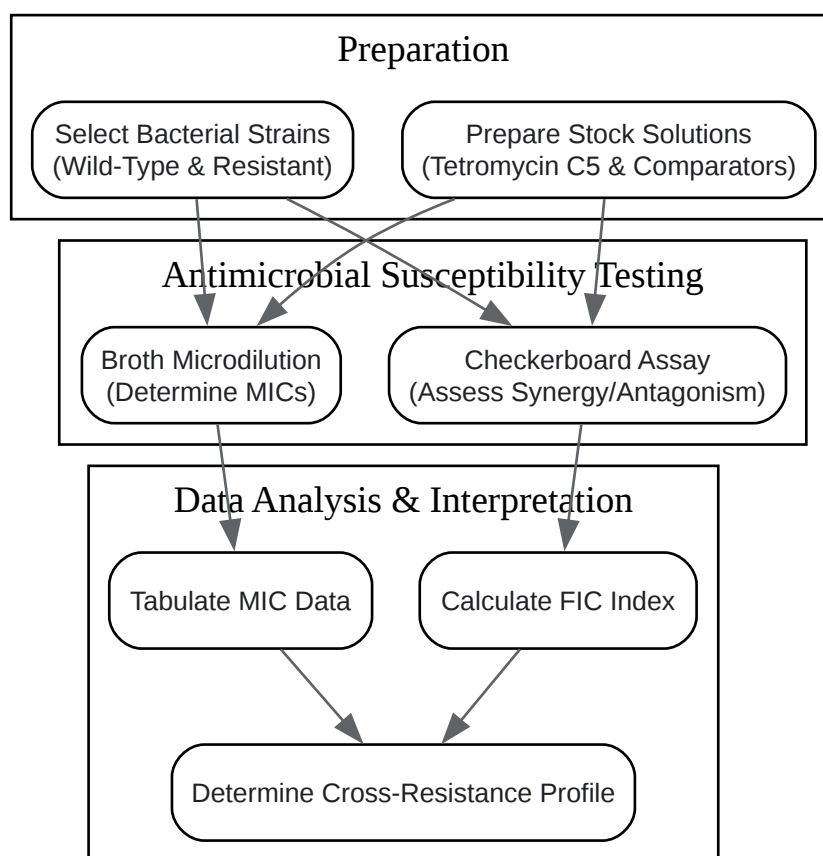 Preparation
Select Bacterial Strains
(Wild-Type & Resistant)
Prepare Stock Solutions
(Tetromycin C5 & Comparators)
Antimicrobial Susceptibility Testing
Broth Microdilution
(Determine MICs)
Checkerboard Assay
(Assess Synergy/Antagonism)
Data Analysis & Interpretation
Tabulate MIC Data
Calculate FIC Index
Determine Cross-Resistance Profile